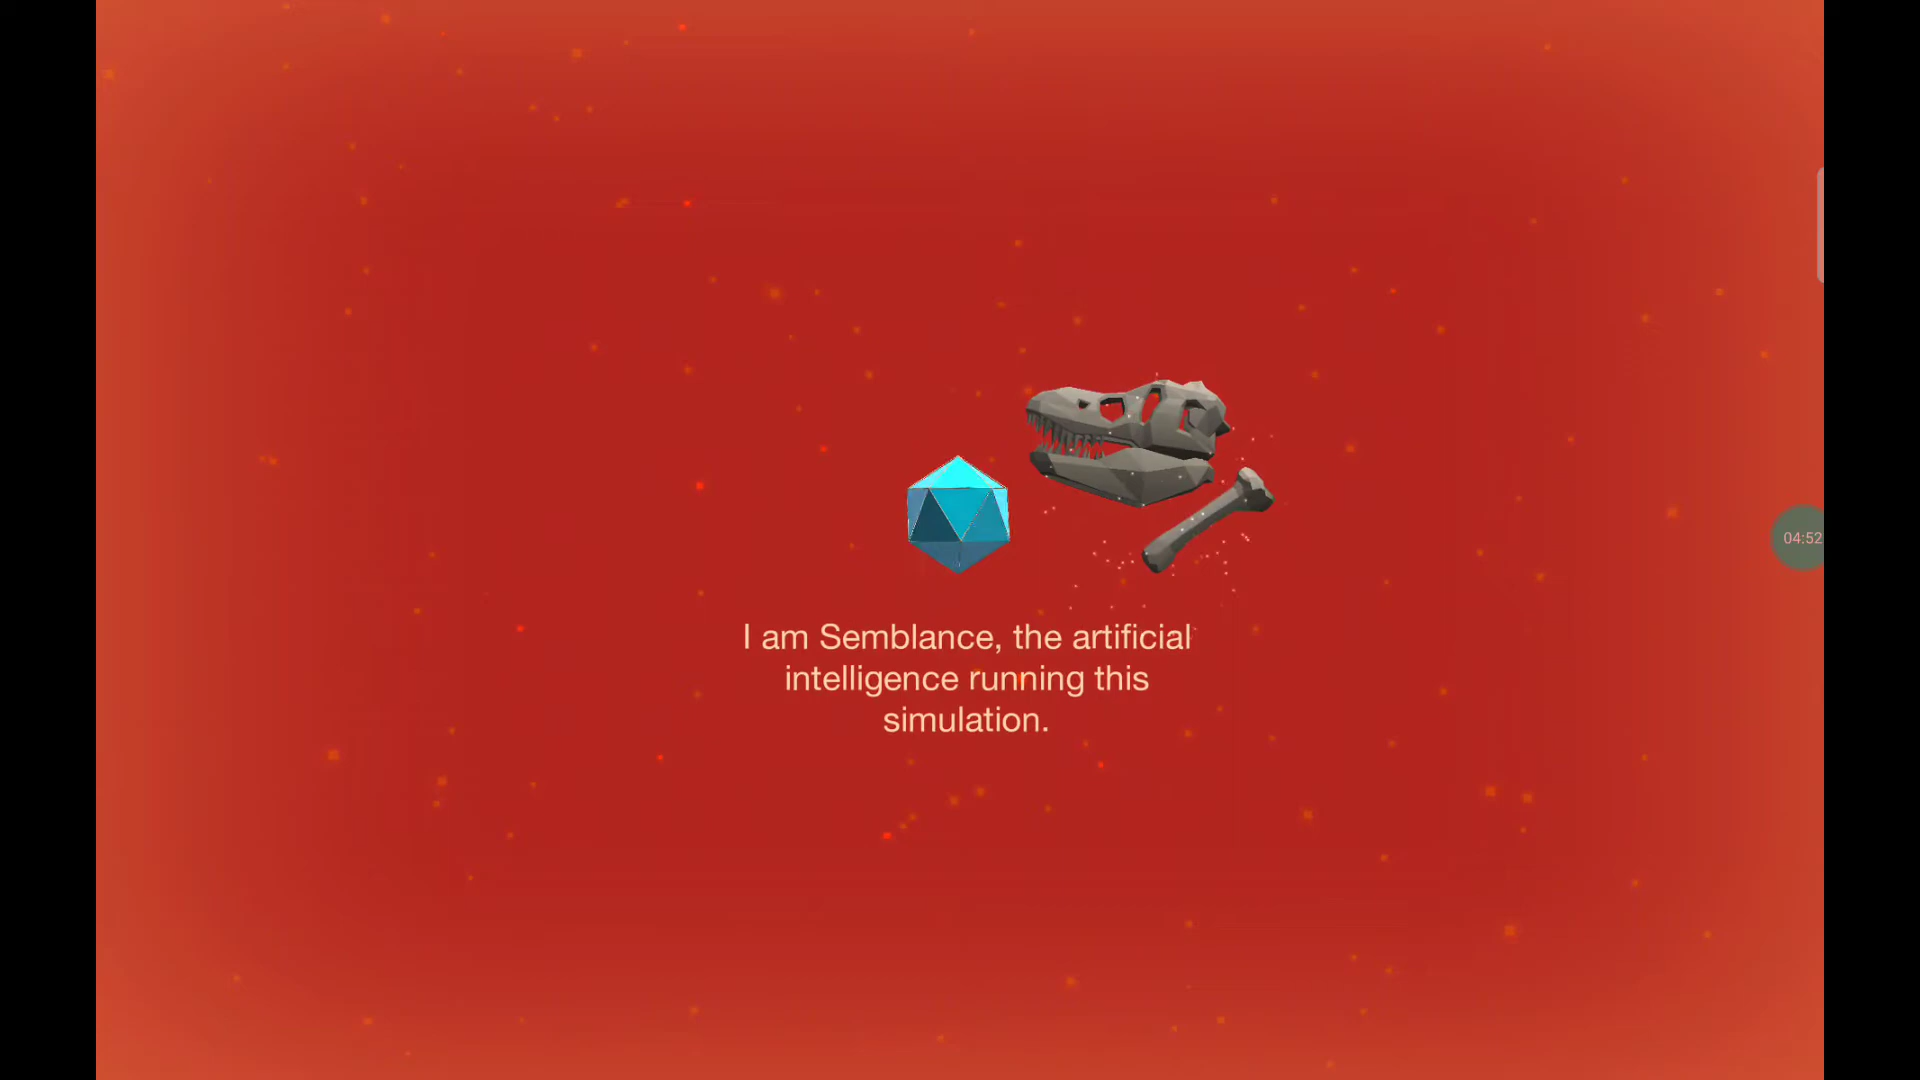 I am Semblance, the artificial
intelligence running this
simulation.
04:52